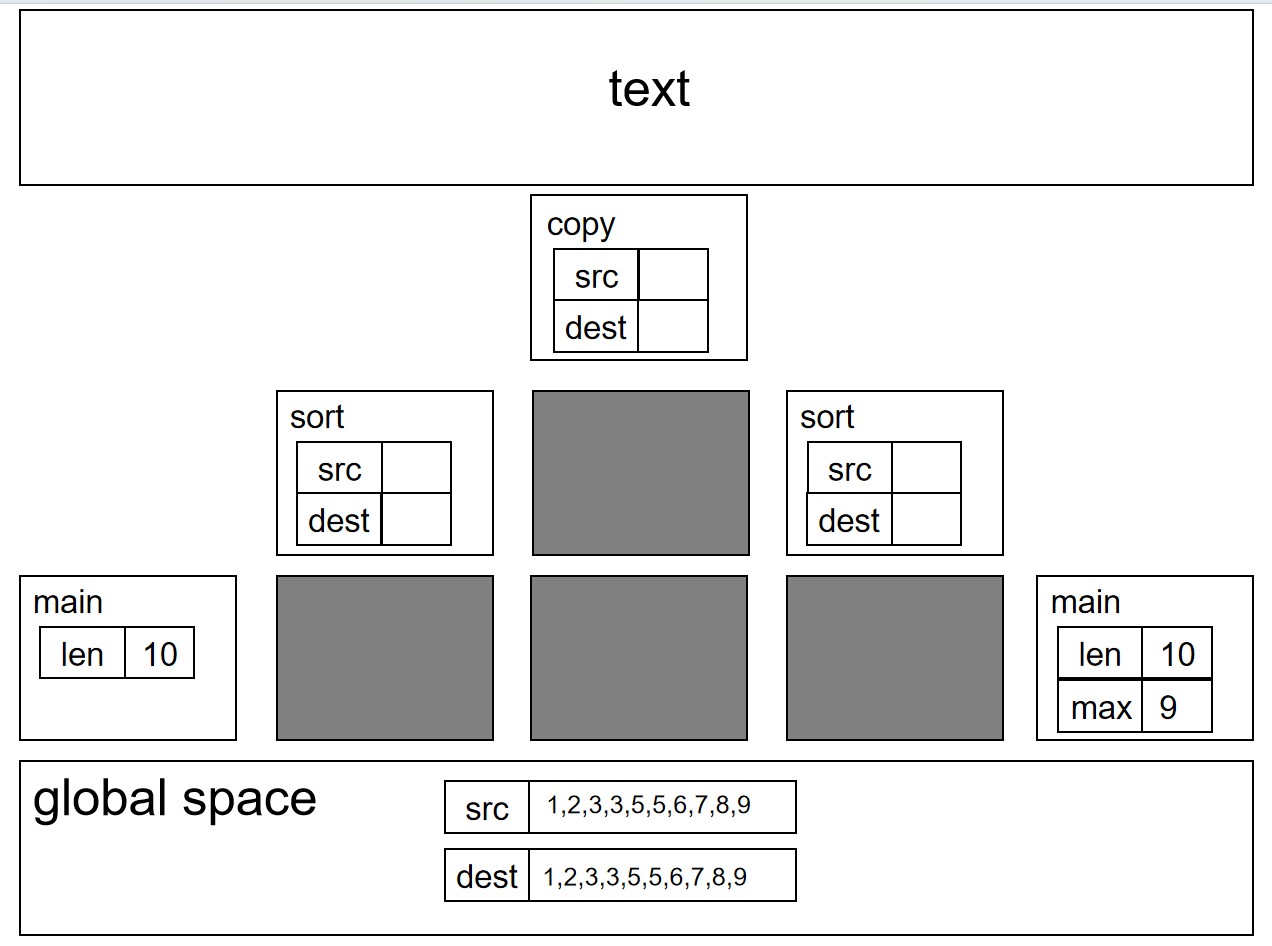 text
copy
src
dest
sort
src
dest
sort
src
dest
main
len 10
main
len 10
max 9
global space
src 1,2,3,3,5,5,6,7,8,9
dest 1,2,3,3,5,5,6,7,8,9